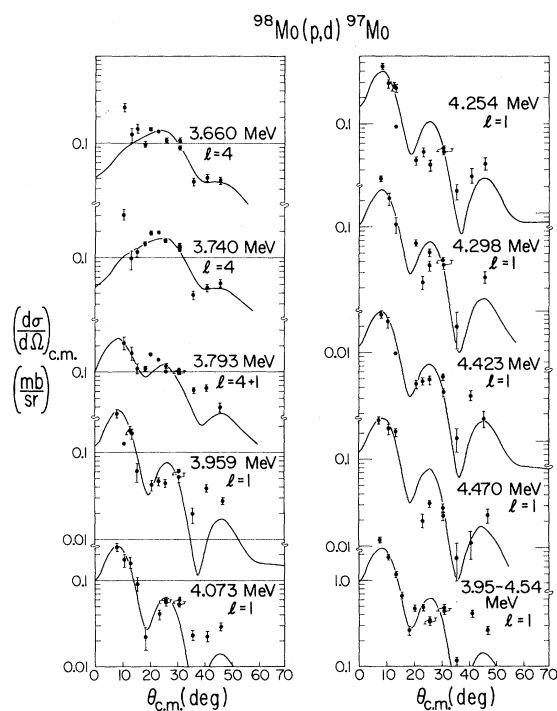 ⁹⁸Mo(p,d) ⁹⁷Mo
(dσ/dΩ)c.m.
(mb/sr)
0.1
3.660 MeV
ℓ=4
0.1
3.740 MeV
ℓ=4
0.1
3.793 MeV
ℓ=4+1
0.1
3.959 MeV
ℓ=1
0.01
0.1
4.073 MeV
ℓ=1
0.01
0 10 20 30 40 50 60 70
θc.m.(deg)
0.1
4.254 MeV
ℓ=1
0.1
4.298 MeV
ℓ=1
0.01
4.423 MeV
ℓ=1
0.1
4.470 MeV
ℓ=1
0.01
1.0
3.95-4.54
MeV
ℓ=1
0.1
0 10 20 30 40 50 60 70
θc.m.(deg)